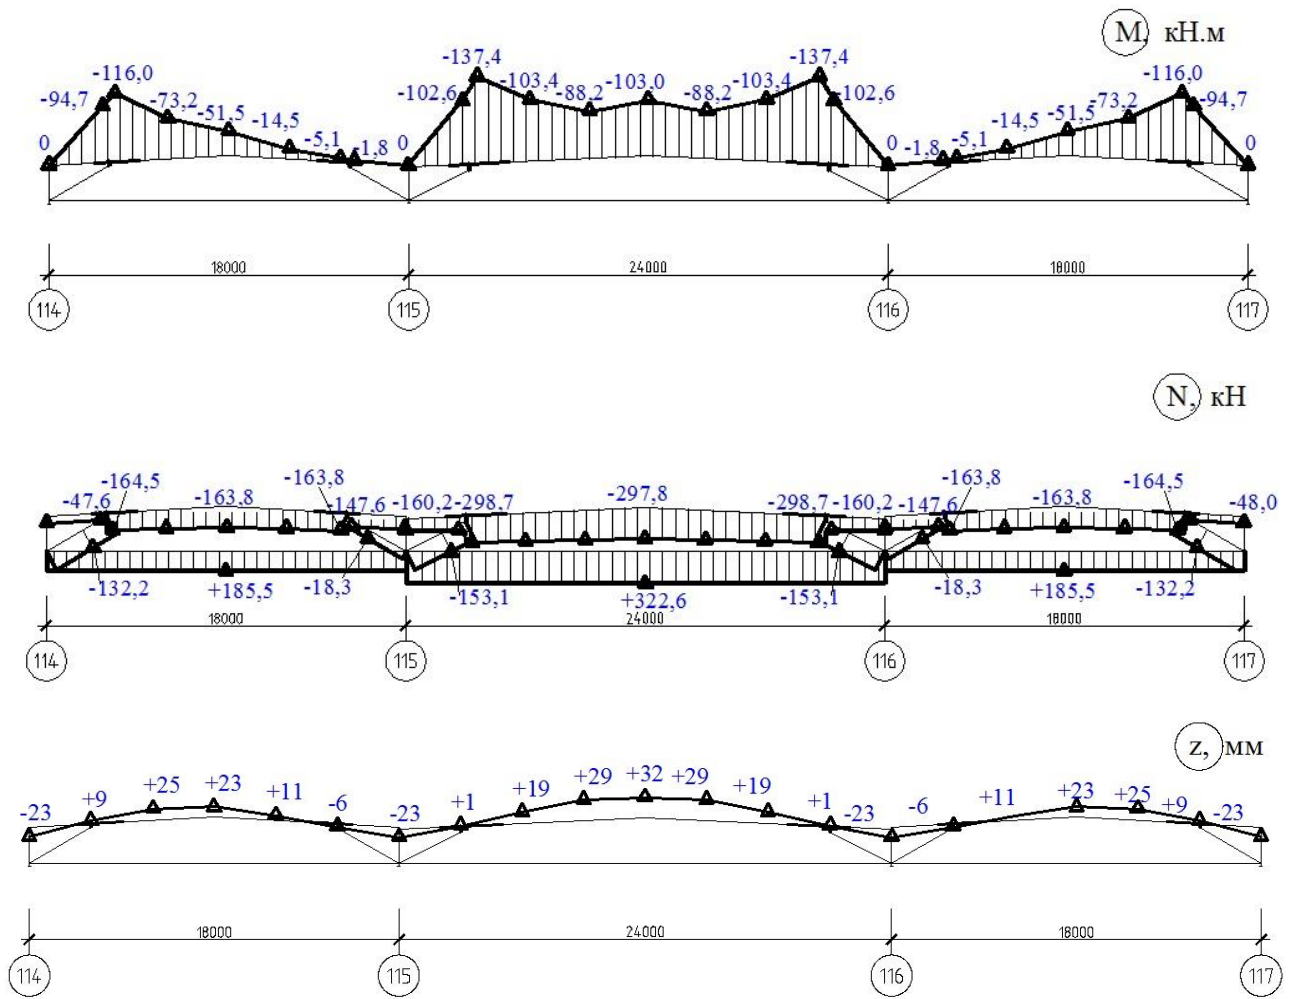 M, кН.м
-137,4 -137,4
-116,0 -103,4 -103,0 -103,4 -116,0
-94,7 -73,2 -102,6 -88,2 -88,2 -102,6 -73,2 -94,7
-51,5 -14,5 -14,5 -51,5
0 -5,1 -1,8 0 0 -1,8 -5,1 0
18000 24000 18000
114 115 116 117
N, кН
-164,5 -163,8 -163,8 -164,5
-47,6 -163,8 -147,6 -160,2 -298,7 -297,8 -298,7 -160,2 -147,6 -163,8 -48,0
-132,2 +185,5 -18,3 -153,1 +322,6 -153,1 -18,3 +185,5 -132,2
18000 24000 18000
114 115 116 117
z, мм
+25 +23 +29 +32 +29 +23 +25
-23 +9 +11 -6 -23 +1 +19 +19 +1 -23 -6 +11 +9 -23
18000 24000 18000
114 115 116 117